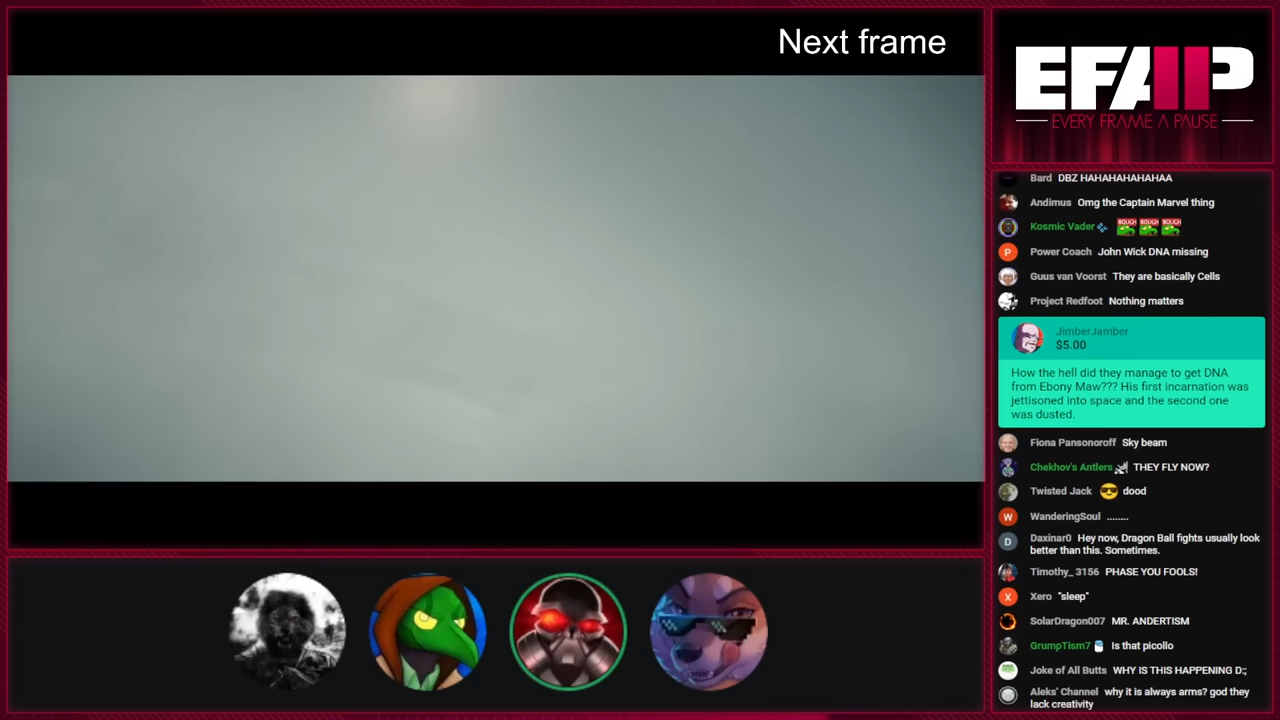 Next frame
EFAP
EVERY FRAME A PAUSE
Bard DBZ HAHAHAHAHAHAA
Andimus Omg the Captain Marvel thing
Kosmic Vader
Power Coach John Wick DNA missing
Guus van Voorst They are basically Cells
Project Redfoot Nothing matters
JimberJamber
$5.00
How the hell did they manage to get DNA
from Ebony Maw??? His first incarnation was
jettisoned into space and the second one
was dusted.
Fiona Pansonoroff Sky beam
Chekhov's Antlers THEY FLY NOW?
Twisted Jack dood
WanderingSoul ........
Daxinar0 Hey now, Dragon Ball fights usually look
better than this. Sometimes.
Timothy_ 3156 PHASE YOU FOOLS!
Xero "sleep"
SolarDragon007 MR. ANDERTISM
GrumpTism7 Is that picollo
Joke of All Butts WHY IS THIS HAPPENING D:;
Aleks' Channel why it is always arms? god they
lack creativity